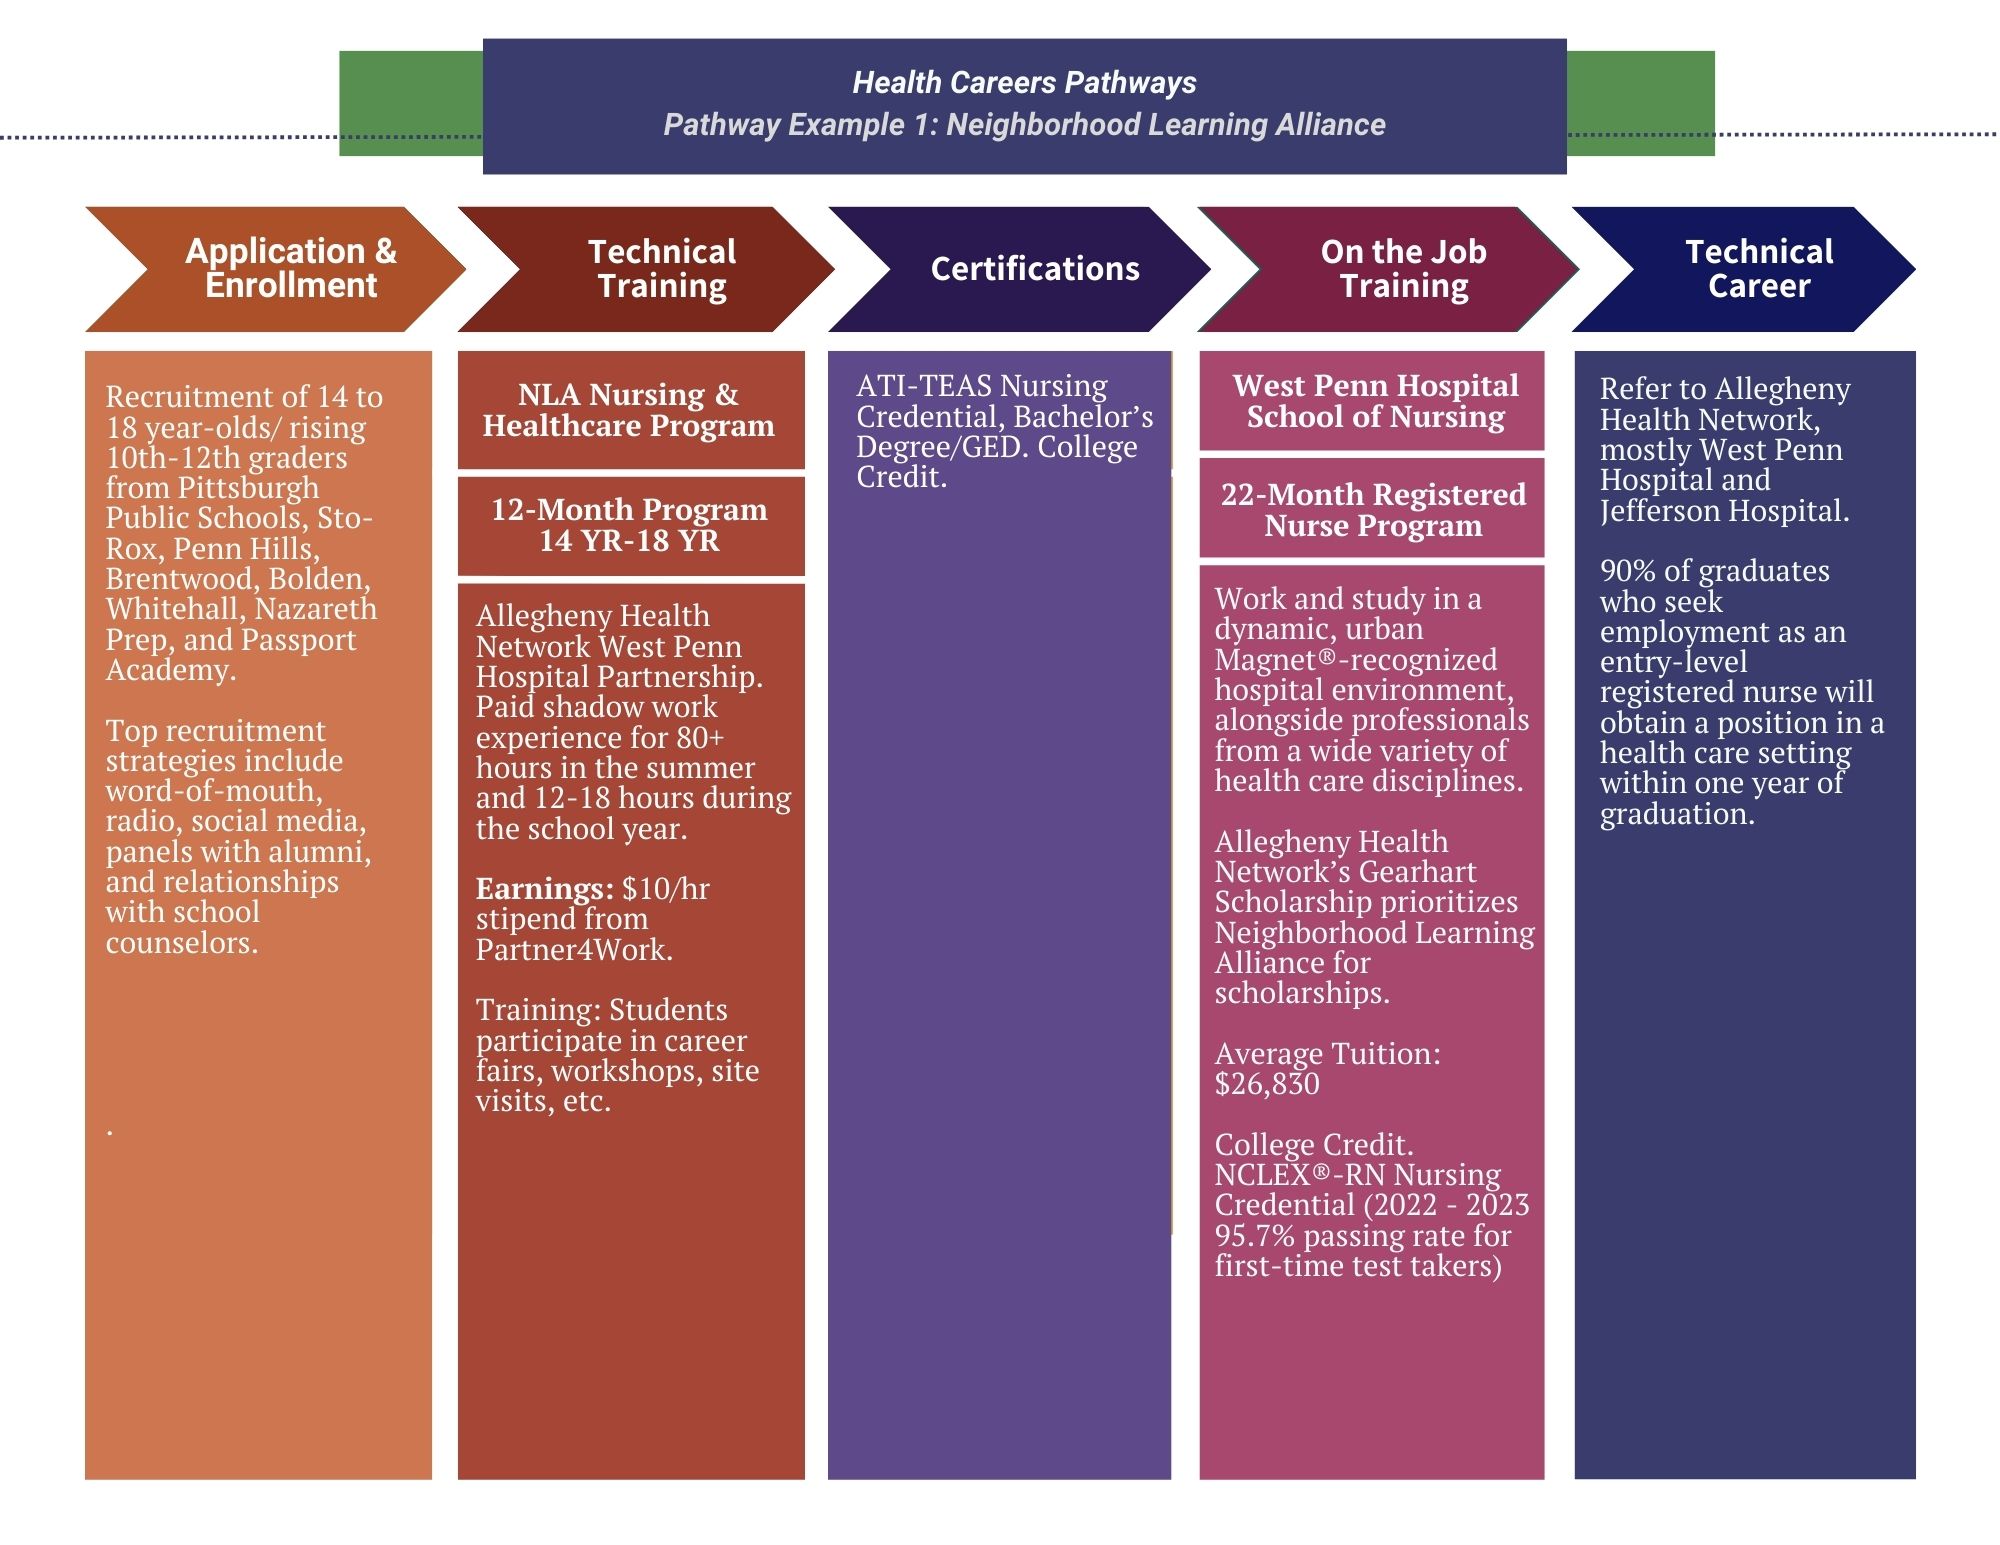 Health Careers Pathways
Pathway Example 1: Neighborhood Learning Alliance
Application &
Enrollment
Recruitment of 14 to
18 year-olds/ rising
10th-12th graders
from Pittsburgh
Public Schools, Sto-
Rox, Penn Hills,
Brentwood, Bolden,
Whitehall, Nazareth
Prep, and Passport
Academy.
Top recruitment
strategies include
word-of-mouth,
radio, social media,
panels with alumni,
and relationships
with school
counselors.
.
Technical
Training
NLA Nursing &
Healthcare Program
12-Month Program
14 YR-18 YR
Allegheny Health
Network West Penn
Hospital Partnership.
Paid shadow work
experience for 80+
hours in the summer
and 12-18 hours during
the school year.
Earnings: $10/hr
stipend from
Partner4Work.
Training: Students
participate in career
fairs, workshops, site
visits, etc.
Certifications
ATI-TEAS Nursing
Credential, Bachelor’s
Degree/GED. College
Credit.
On the Job
Training
West Penn Hospital
School of Nursing
22-Month Registered
Nurse Program
Work and study in a
dynamic, urban
Magnet®-recognized
hospital environment,
alongside professionals
from a wide variety of
health care disciplines.
Allegheny Health
Network’s Gearhart
Scholarship prioritizes
Neighborhood Learning
Alliance for
scholarships.
Average Tuition:
$26,830
College Credit.
NCLEX®-RN Nursing
Credential (2022 - 2023
95.7% passing rate for
first-time test takers)
Technical
Career
Refer to Allegheny
Health Network,
mostly West Penn
Hospital and
Jefferson Hospital.
90% of graduates
who seek
employment as an
entry-level
registered nurse will
obtain a position in a
health care setting
within one year of
graduation.